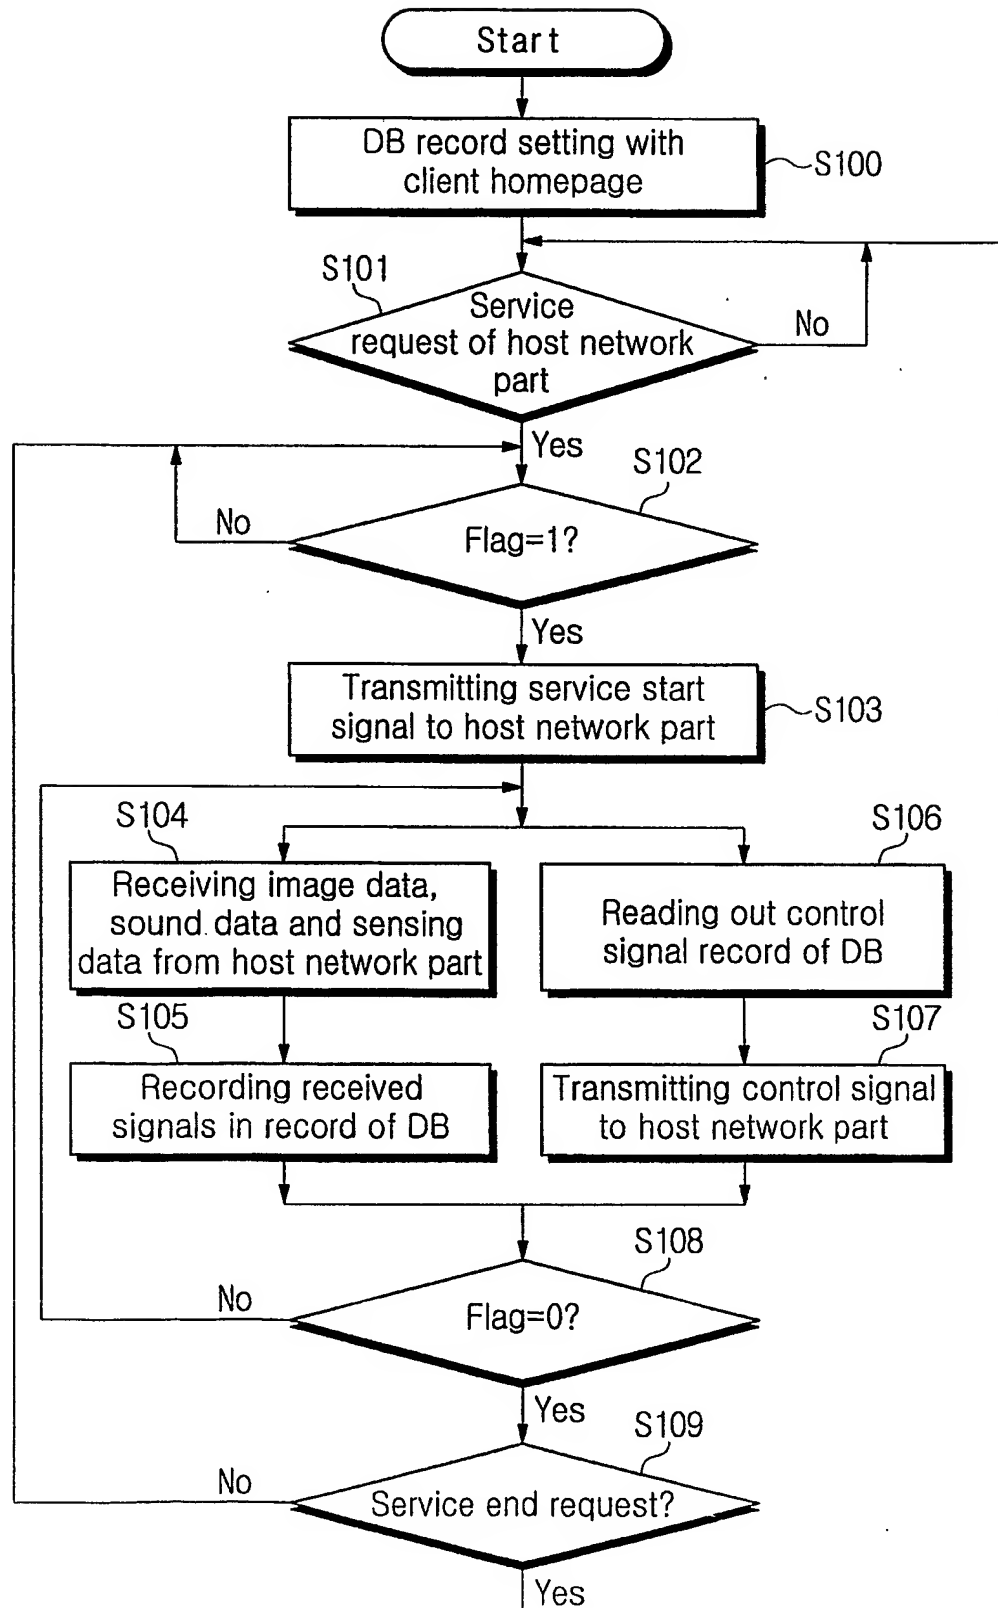 Start
DB record setting with
client homepage
S100
S101
Service
request of host network
part
No
Yes
S102
Flag=1?
No
Yes
Transmitting service start
signal to host network part
S103
S104
Receiving image data,
sound data and sensing
data from host network part
S106
Reading out control
signal record of DB
S105
Recording received
signals in record of DB
S107
Transmitting control signal
to host network part
S108
Flag=0?
No
Yes
S109
Service end request?
No
Yes